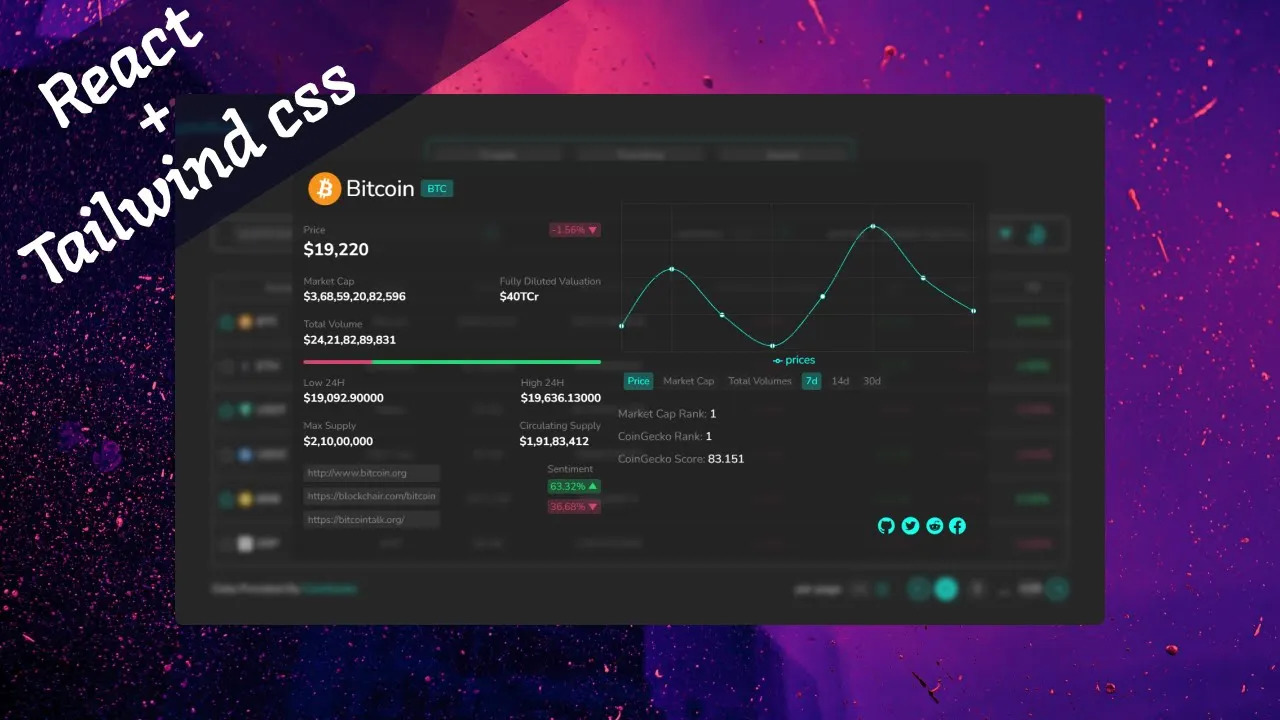 React
+
Tailwind css
Bitcoin BTC
Price
-1.56% ▼
$19,220
Market Cap
Fully Diluted Valuation
$3,68,59,20,82,596
$40TCr
Total Volume
$24,21,82,89,831
Low 24H
High 24H
$19,092.90000
$19,636.13000
Max Supply
Circulating Supply
$2,10,00,000
$1,91,83,412
http://www.bitcoin.org
https://blockchair.com/bitcoin
https://bitcointalk.org/
Sentiment
63.32% ▲
36.68% ▼
prices
Price Market Cap Total Volumes 7d 14d 30d
Market Cap Rank: 1
CoinGecko Rank: 1
CoinGecko Score: 83.151